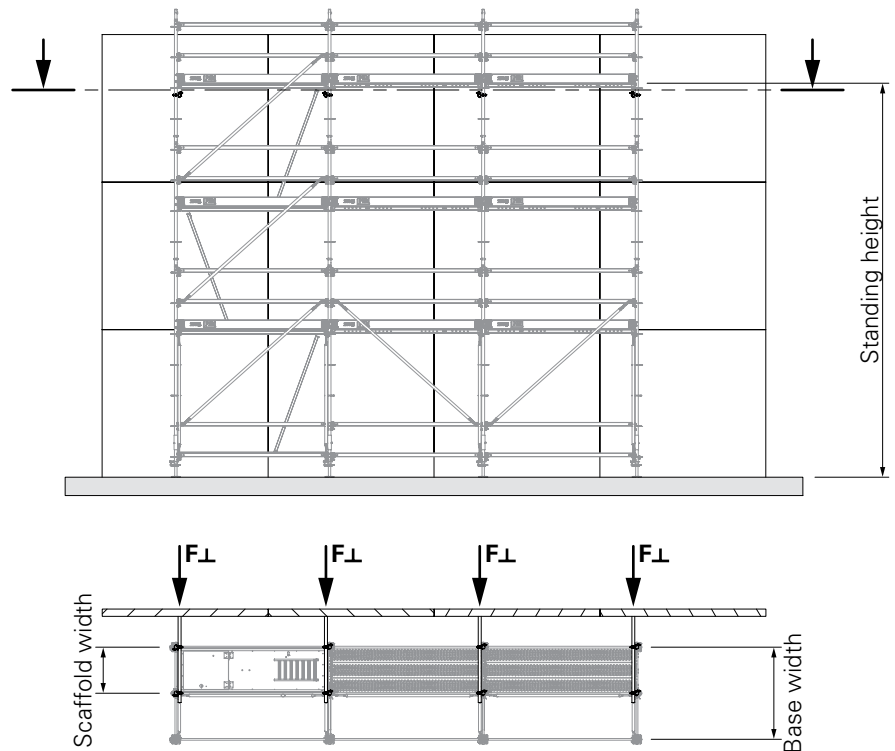 Standing height
F⊥ F⊥ F⊥ F⊥
Scaffold width
Base width